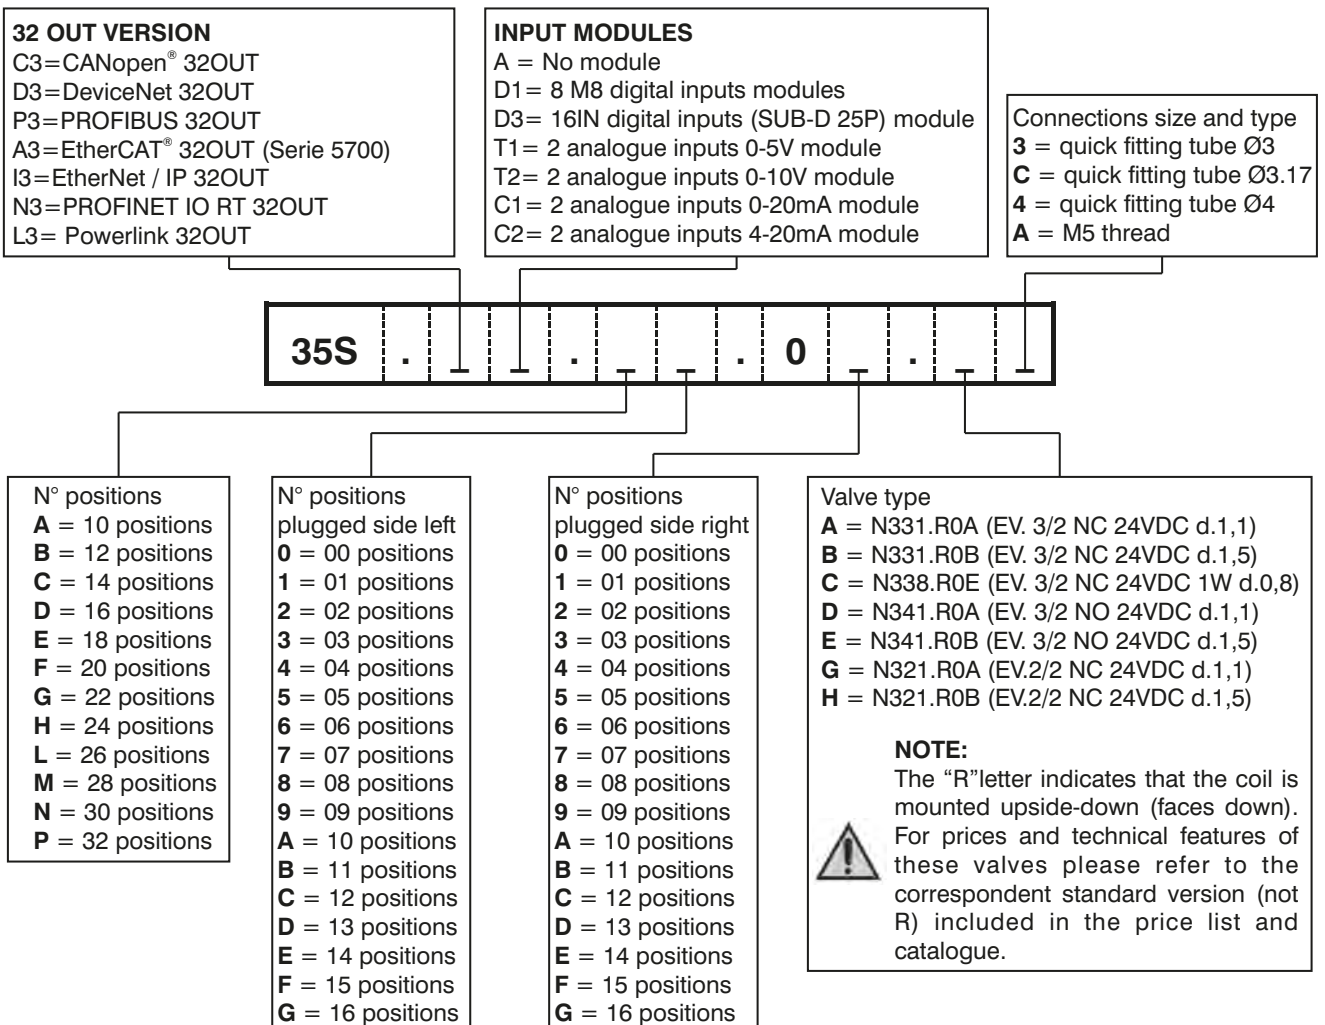 32 OUT VERSION
C3=CANopen® 32OUT
D3=DeviceNet 32OUT
P3=PROFIBUS 32OUT
A3=EtherCAT® 32OUT (Serie 5700)
I3=EtherNet / IP 32OUT
N3=PROFINET IO RT 32OUT
L3= Powerlink 32OUT
INPUT MODULES
A = No module
D1= 8 M8 digital inputs modules
D3= 16IN digital inputs (SUB-D 25P) module
T1= 2 analogue inputs 0-5V module
T2= 2 analogue inputs 0-10V module
C1= 2 analogue inputs 0-20mA module
C2= 2 analogue inputs 4-20mA module
Connections size and type
3 = quick fitting tube Ø3
C = quick fitting tube Ø3.17
4 = quick fitting tube Ø4
A = M5 thread
35S . _ _ . _ _ . 0 _ . _ _
N° positions
A = 10 positions
B = 12 positions
C = 14 positions
D = 16 positions
E = 18 positions
F = 20 positions
G = 22 positions
H = 24 positions
L = 26 positions
M = 28 positions
N = 30 positions
P = 32 positions
N° positions
plugged side left
0 = 00 positions
1 = 01 positions
2 = 02 positions
3 = 03 positions
4 = 04 positions
5 = 05 positions
6 = 06 positions
7 = 07 positions
8 = 08 positions
9 = 09 positions
A = 10 positions
B = 11 positions
C = 12 positions
D = 13 positions
E = 14 positions
F = 15 positions
G = 16 positions
N° positions
plugged side right
0 = 00 positions
1 = 01 positions
2 = 02 positions
3 = 03 positions
4 = 04 positions
5 = 05 positions
6 = 06 positions
7 = 07 positions
8 = 08 positions
9 = 09 positions
A = 10 positions
B = 11 positions
C = 12 positions
D = 13 positions
E = 14 positions
F = 15 positions
G = 16 positions
Valve type
A = N331.R0A (EV. 3/2 NC 24VDC d.1,1)
B = N331.R0B (EV. 3/2 NC 24VDC d.1,5)
C = N338.R0E (EV. 3/2 NC 24VDC 1W d.0,8)
D = N341.R0A (EV. 3/2 NO 24VDC d.1,1)
E = N341.R0B (EV. 3/2 NO 24VDC d.1,5)
G = N321.R0A (EV.2/2 NC 24VDC d.1,1)
H = N321.R0B (EV.2/2 NC 24VDC d.1,5)
NOTE:
The “R”letter indicates that the coil is
mounted upside-down (faces down).
For prices and technical features of
these valves please refer to the
correspondent standard version (not
R) included in the price list and
catalogue.